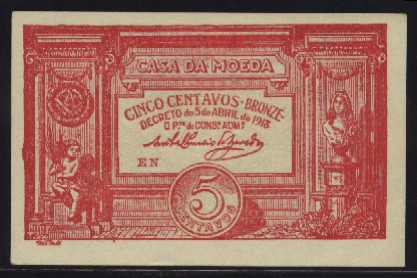 CASA DA MOEDA
CINCO CENTAVOS - BRONZE -
DECRETO de 5 de ABRIL de 1918
O P.te do CONS.o ADM.o
EN
5
CENTAVOS